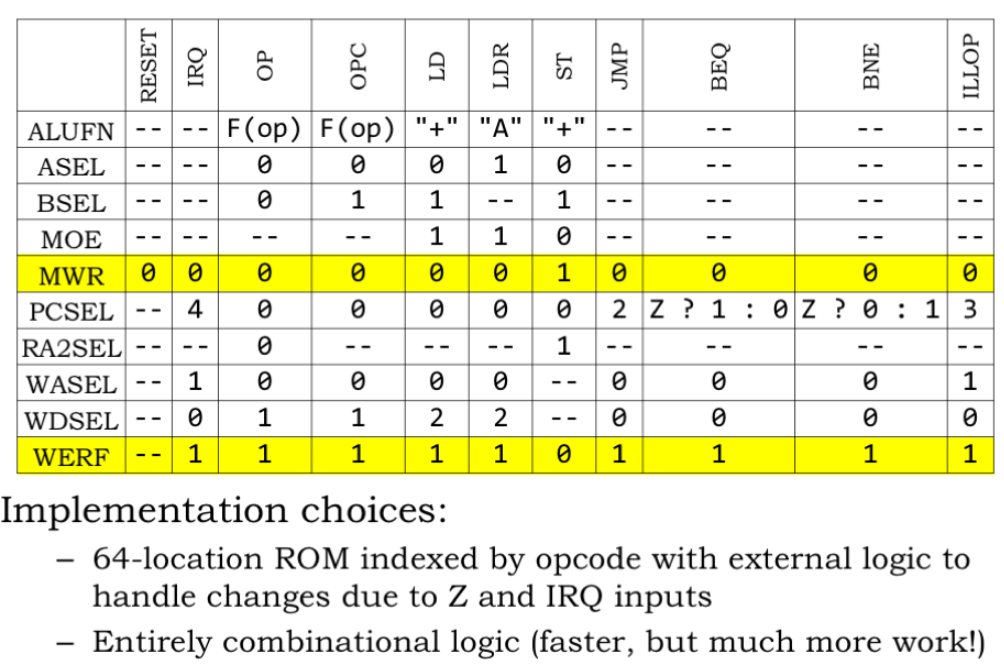 RESET IRQ OP OPC LD LDR ST JMP BEQ BNE ILLOP
ALUFN -- -- F(op) F(op) "+" "A" "+" -- -- -- --
ASEL -- -- 0 0 0 1 0 -- -- -- --
BSEL -- -- 0 1 1 -- 1 -- -- -- --
MOE -- -- -- -- 1 1 0 -- -- -- --
MWR 0 0 0 0 0 0 1 0 0 0 0
PCSEL -- 4 0 0 0 0 0 2 Z ? 1 : 0 Z ? 0 : 1 3
RA2SEL -- -- 0 -- -- -- 1 -- -- -- --
WASEL -- 1 0 0 0 0 -- 0 0 0 1
WDSEL -- 0 1 1 2 2 -- 0 0 0 0
WERF -- 1 1 1 1 1 0 1 1 1 1
Implementation choices:
– 64-location ROM indexed by opcode with external logic to
handle changes due to Z and IRQ inputs
– Entirely combinational logic (faster, but much more work!)